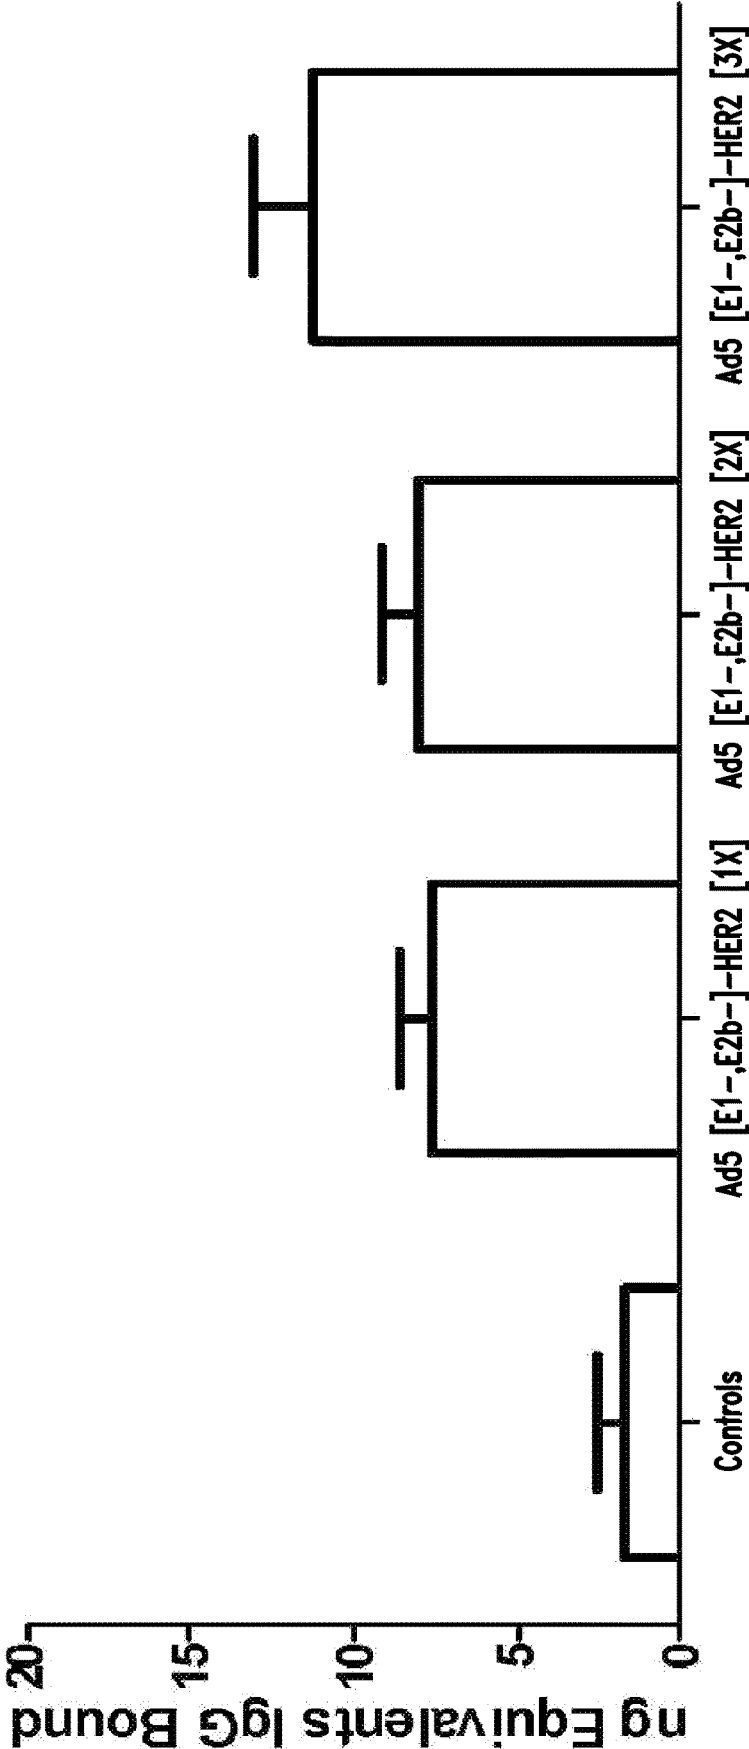 ng Equivalents IgG Bound
20
15
10
5
0
Controls
Ad5 [E1-,E2b-]-HER2 [1X]
Ad5 [E1-,E2b-]-HER2 [2X]
Ad5 [E1-,E2b-]-HER2 [3X]